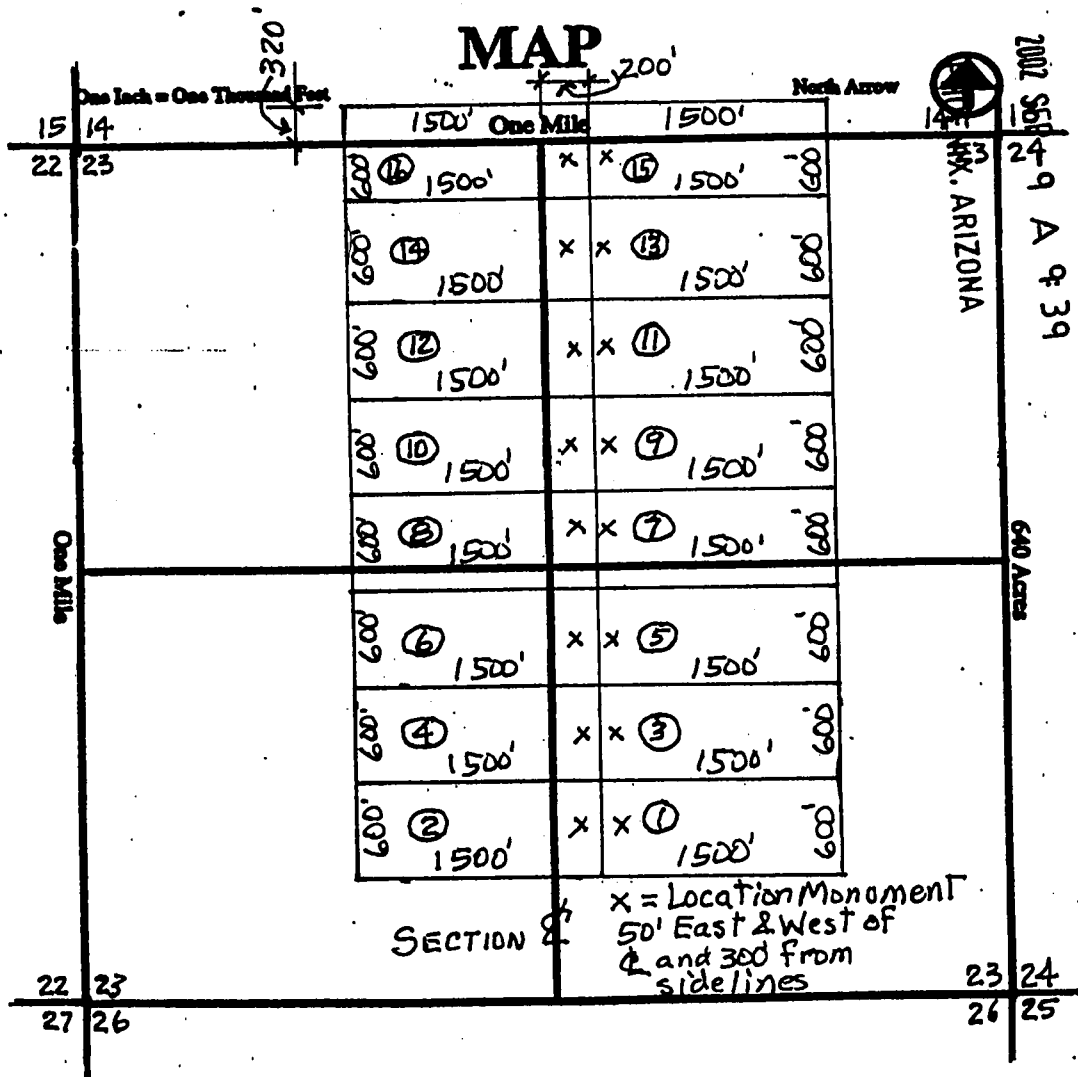 MAP
320'
200'
One Inch = One Thousand Feet
North Arrow
1500' One Mile 1500'
15 14
22 23
24
2002 SEP 9 A 9:39
ARIZONA
600' 16 1500'
15 1500' 600'
600' 14 1500'
13 1500' 600'
600' 12 1500'
11 1500' 600'
600' 10 1500'
9 1500' 600'
600' 8 1500'
7 1500' 600'
One Mile
640 Acres
600' 6 1500'
5 1500' 600'
600' 4 1500'
3 1500' 600'
600' 2 1500'
1 1500' 600'
SECTION ℄
x = Location Monument
50' East & West of
℄ and 300' from
sidelines
22 23
27 26
23 24
26 25